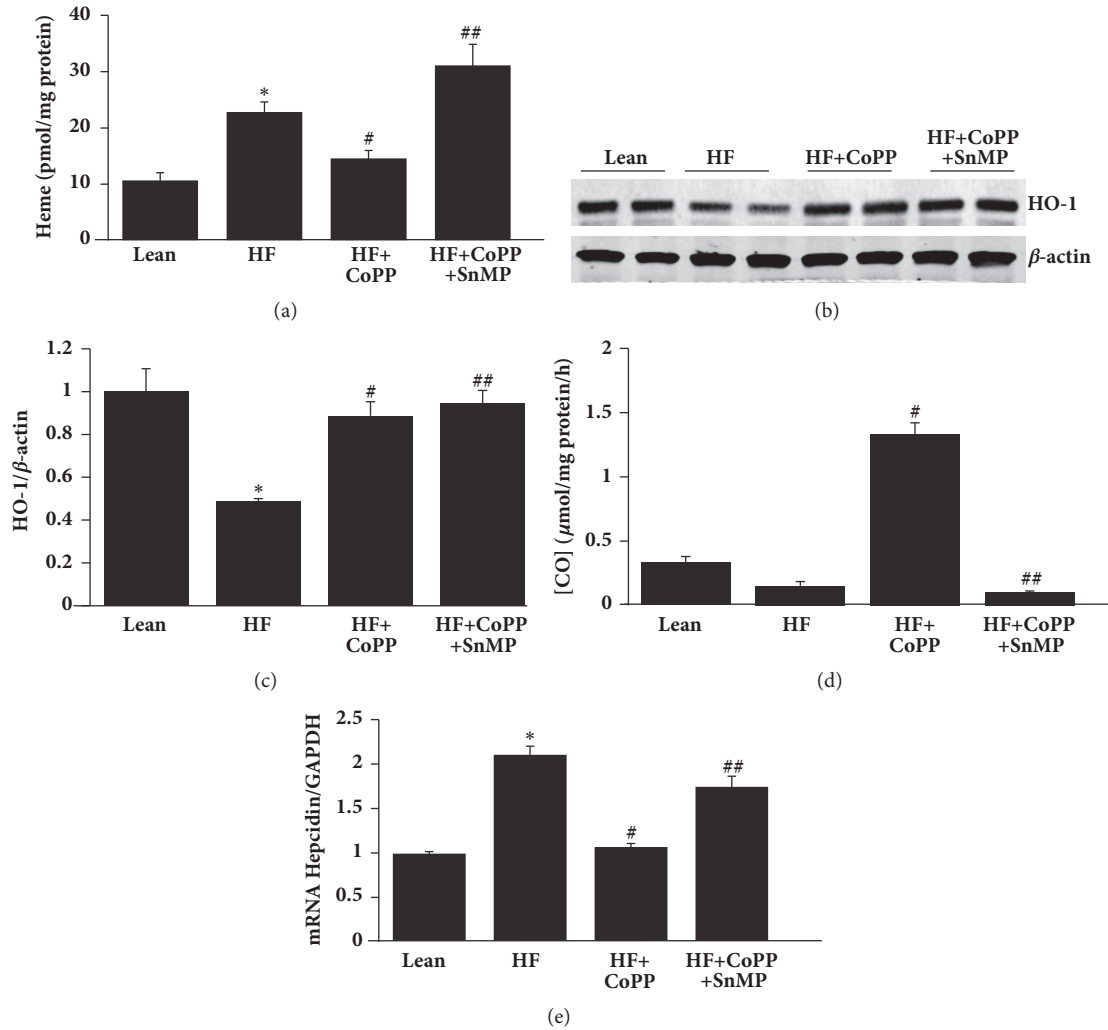 Heme (pmol/mg protein)
40
30
20
10
0
*
#
##
Lean
HF
HF+
CoPP
HF+CoPP
+SnMP
(a)
Lean
HF
HF+CoPP
HF+CoPP
+SnMP
HO-1
β-actin
(b)
HO-1/β-actin
1.2
1
0.8
0.6
0.4
0.2
0
*
#
##
Lean
HF
HF+
CoPP
HF+CoPP
+SnMP
(c)
[CO] (μmol/mg protein/h)
2
1.5
1
0.5
0
#
##
Lean
HF
HF+
CoPP
HF+CoPP
+SnMP
(d)
mRNA Hepcidin/GAPDH
2.5
2
1.5
1
0.5
0
*
#
##
Lean
HF
HF+
CoPP
HF+CoPP
+SnMP
(e)